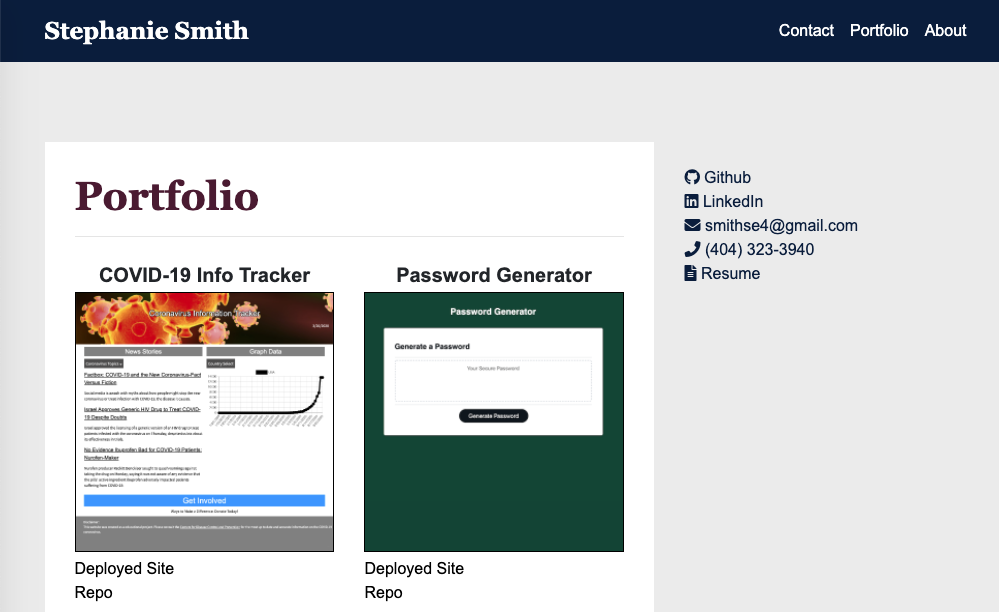 Stephanie Smith
Contact Portfolio About
Portfolio
Github
LinkedIn
smithse4@gmail.com
(404) 323-3940
Resume
COVID-19 Info Tracker
Coronavirus Information Tracker
News Stories
Graph Data
Factbox: COVID-19 and the New Coronavirus-Fact
Versus Fiction
Israel Approves Generic HIV Drug to Treat COVID-
19 Despite Doubts
No Evidence Ibuprofen Bad for COVID-19 Patients:
Nurofen-Maker
Get Involved
Ways to Make a Difference Today!
Deployed Site
Repo
Password Generator
Password Generator
Generate a Password
Your Secure Password
Generate Password
Deployed Site
Repo